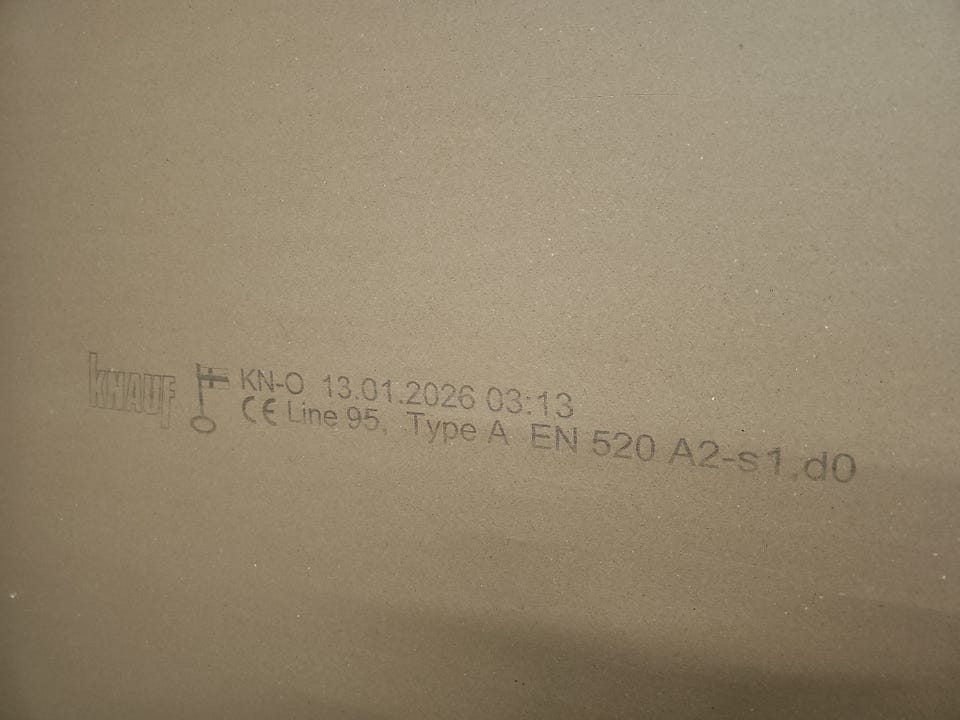 KNAUF
KN-O 13.01.2026 03:13
CE Line 95, Type A EN 520 A2-s1,d0